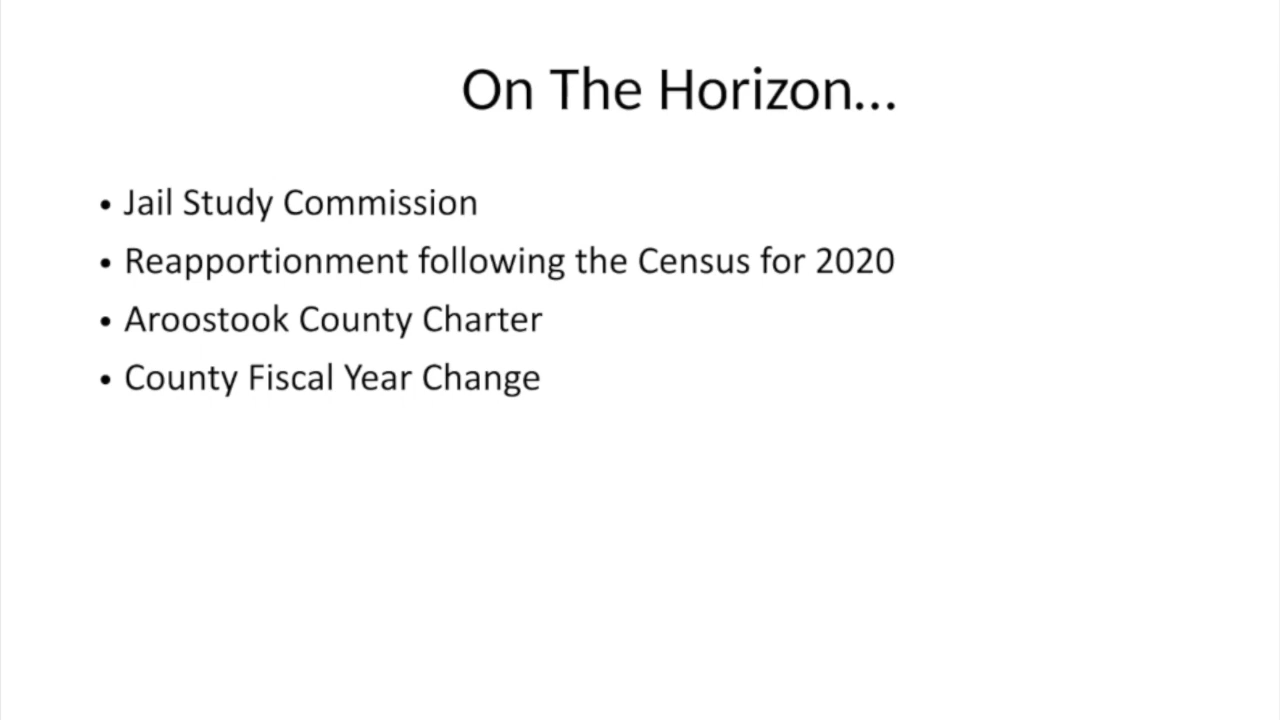 On The Horizon...
• Jail Study Commission
• Reapportionment following the Census for 2020
• Aroostook County Charter
• County Fiscal Year Change